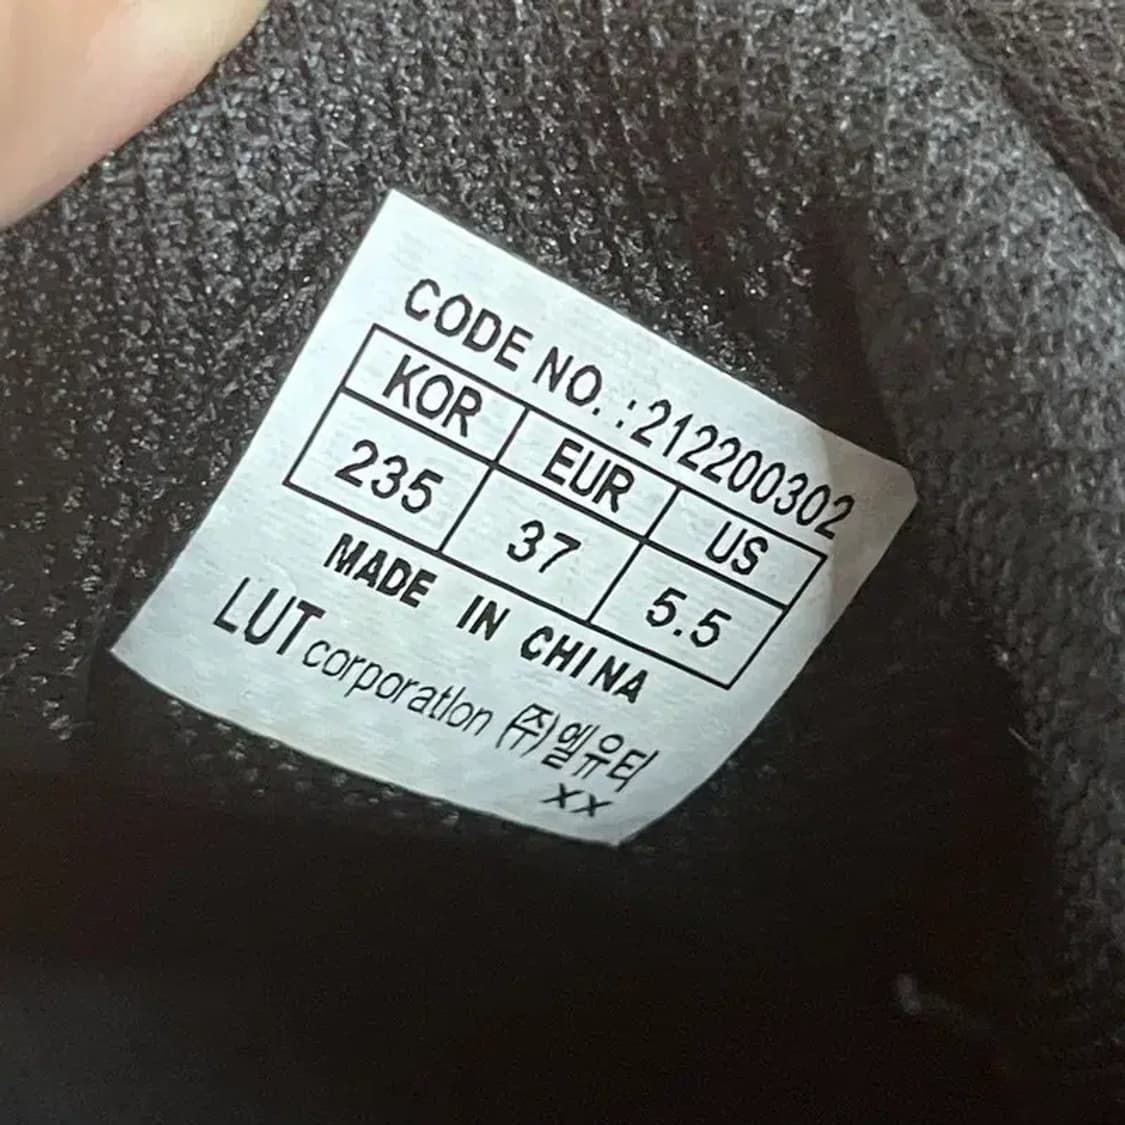 CODE NO. :212200302
KOR EUR US
235 37 5.5
MADE IN CHINA
LUT corporation (주)엘유티
XX